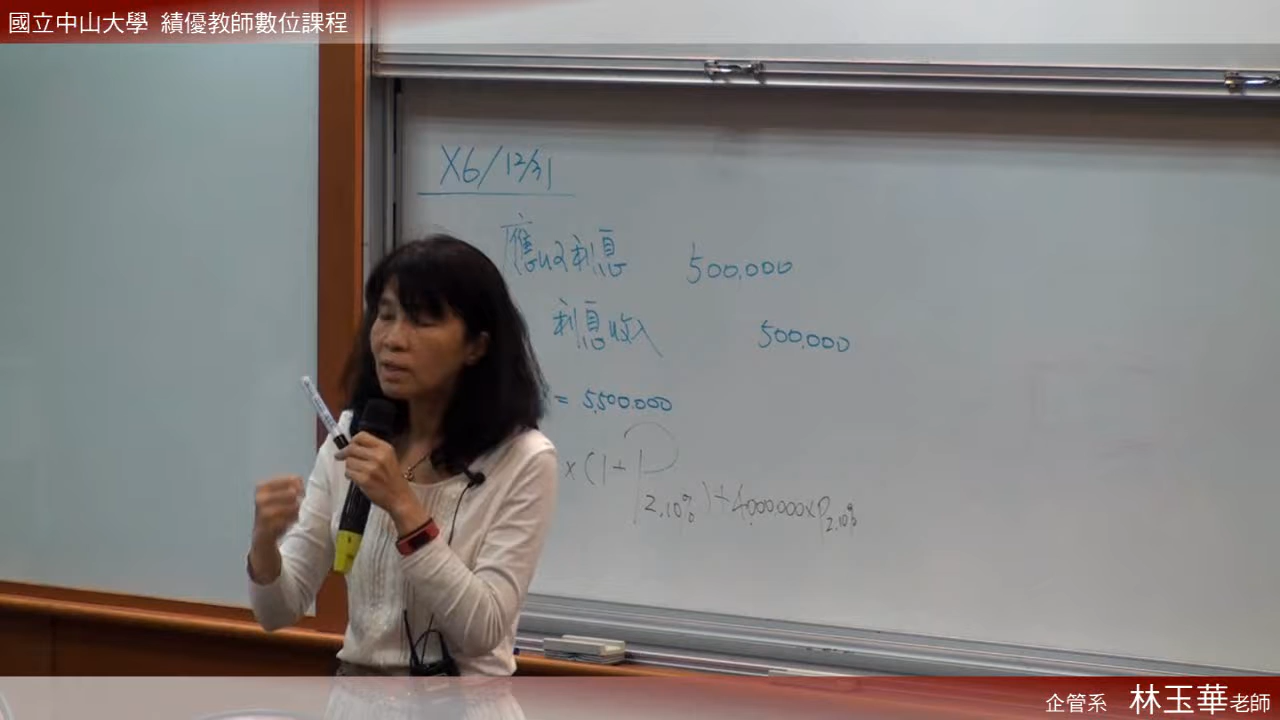 國立中山大學 績優教師數位課程
X6/12/31
應收利息 500,000
利息收入 500,000
= 5,500,000
x(1+P2,10%)+4,000,000xP2,10%
企管系 林玉華老師